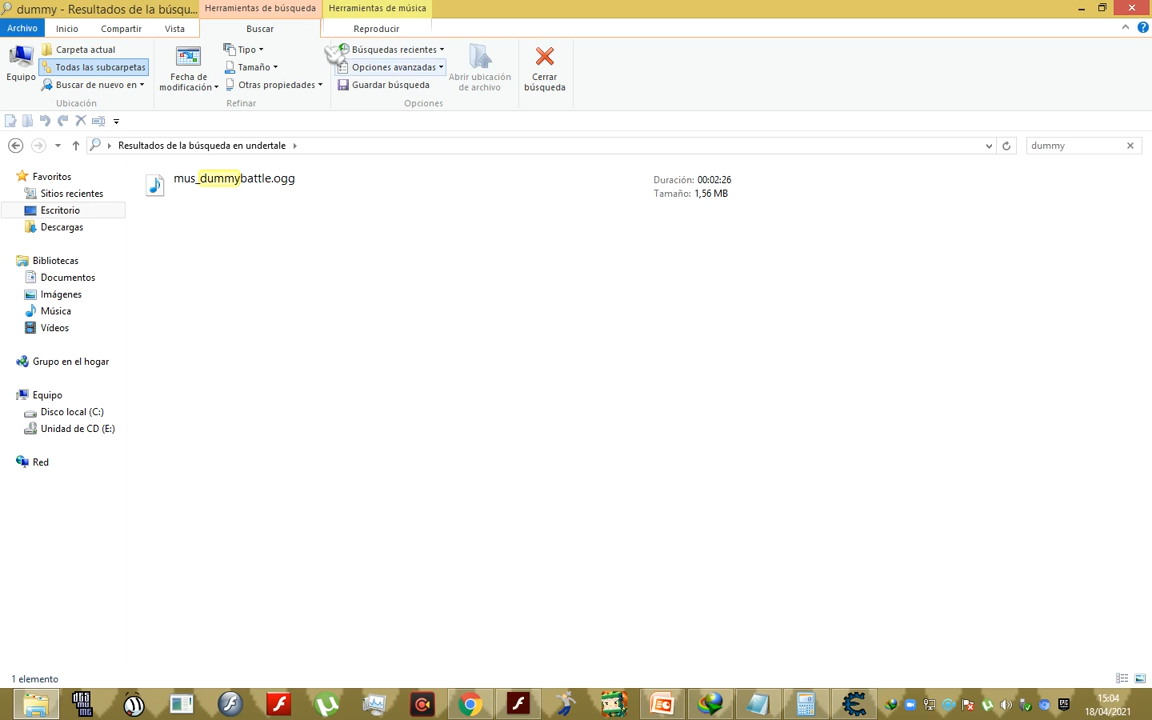 dummy - Resultados de la búsqu...
Herramientas de búsqueda
Herramientas de música
Archivo
Inicio
Compartir
Vista
Buscar
Reproducir
Equipo
Carpeta actual
Todas las subcarpetas
Buscar de nuevo en
Ubicación
Fecha de
modificación
Tipo
Tamaño
Otras propiedades
Refinar
Búsquedas recientes
Opciones avanzadas
Guardar búsqueda
Opciones
Abrir ubicación
de archivo
Cerrar
búsqueda
Resultados de la búsqueda en undertale
dummy
Favoritos
Sitios recientes
Escritorio
Descargas
Bibliotecas
Documentos
Imágenes
Música
Vídeos
Grupo en el hogar
Equipo
Disco local (C:)
Unidad de CD (E:)
Red
mus_dummybattle.ogg
Duración: 00:02:26
Tamaño: 1,56 MB
1 elemento
15:04
18/04/2021